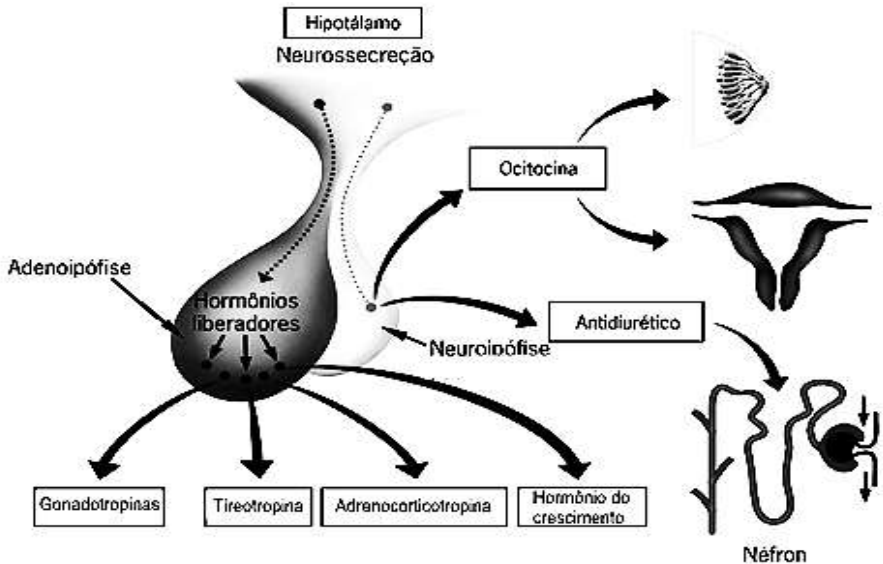 Hipotálamo
Neurossecreção
Ocitocina
Adenoipófise
Hormônios
liberadores
Antidiurético
Neuroipófise
Gonadotropinas
Tireotropina
Adrenocorticotropina
Hormônio do
crescimento
Néfron